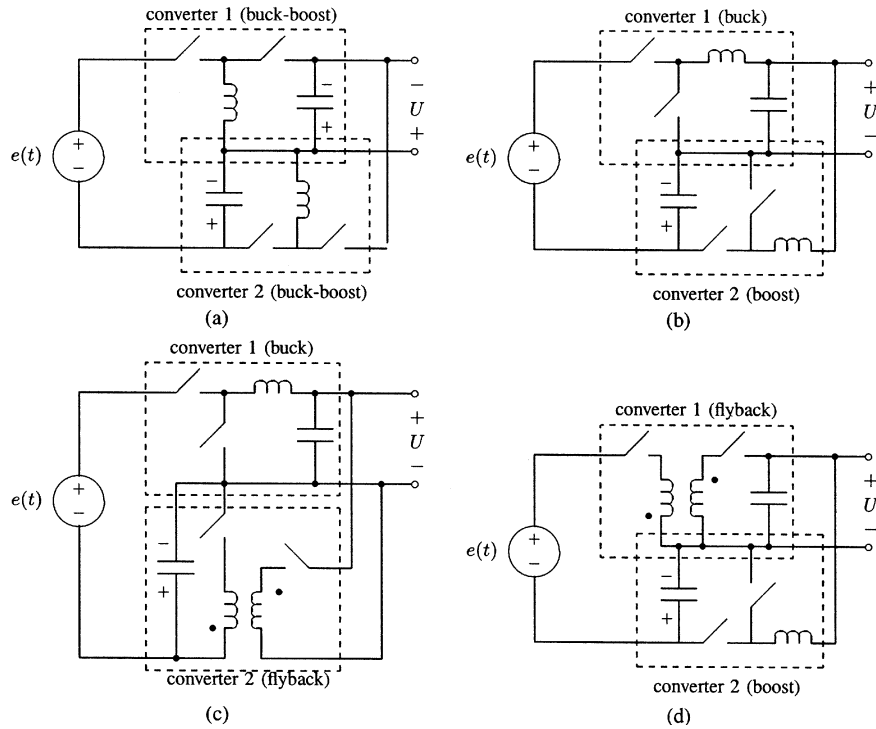 converter 1 (buck-boost)
e(t)
+
−
−
+
−
U
+
−
+
converter 2 (buck-boost)
(a)
converter 1 (buck)
e(t)
+
−
+
U
−
−
+
converter 2 (boost)
(b)
converter 1 (buck)
e(t)
+
−
+
U
−
−
+
converter 2 (flyback)
(c)
converter 1 (flyback)
e(t)
+
−
+
U
−
−
+
converter 2 (boost)
(d)